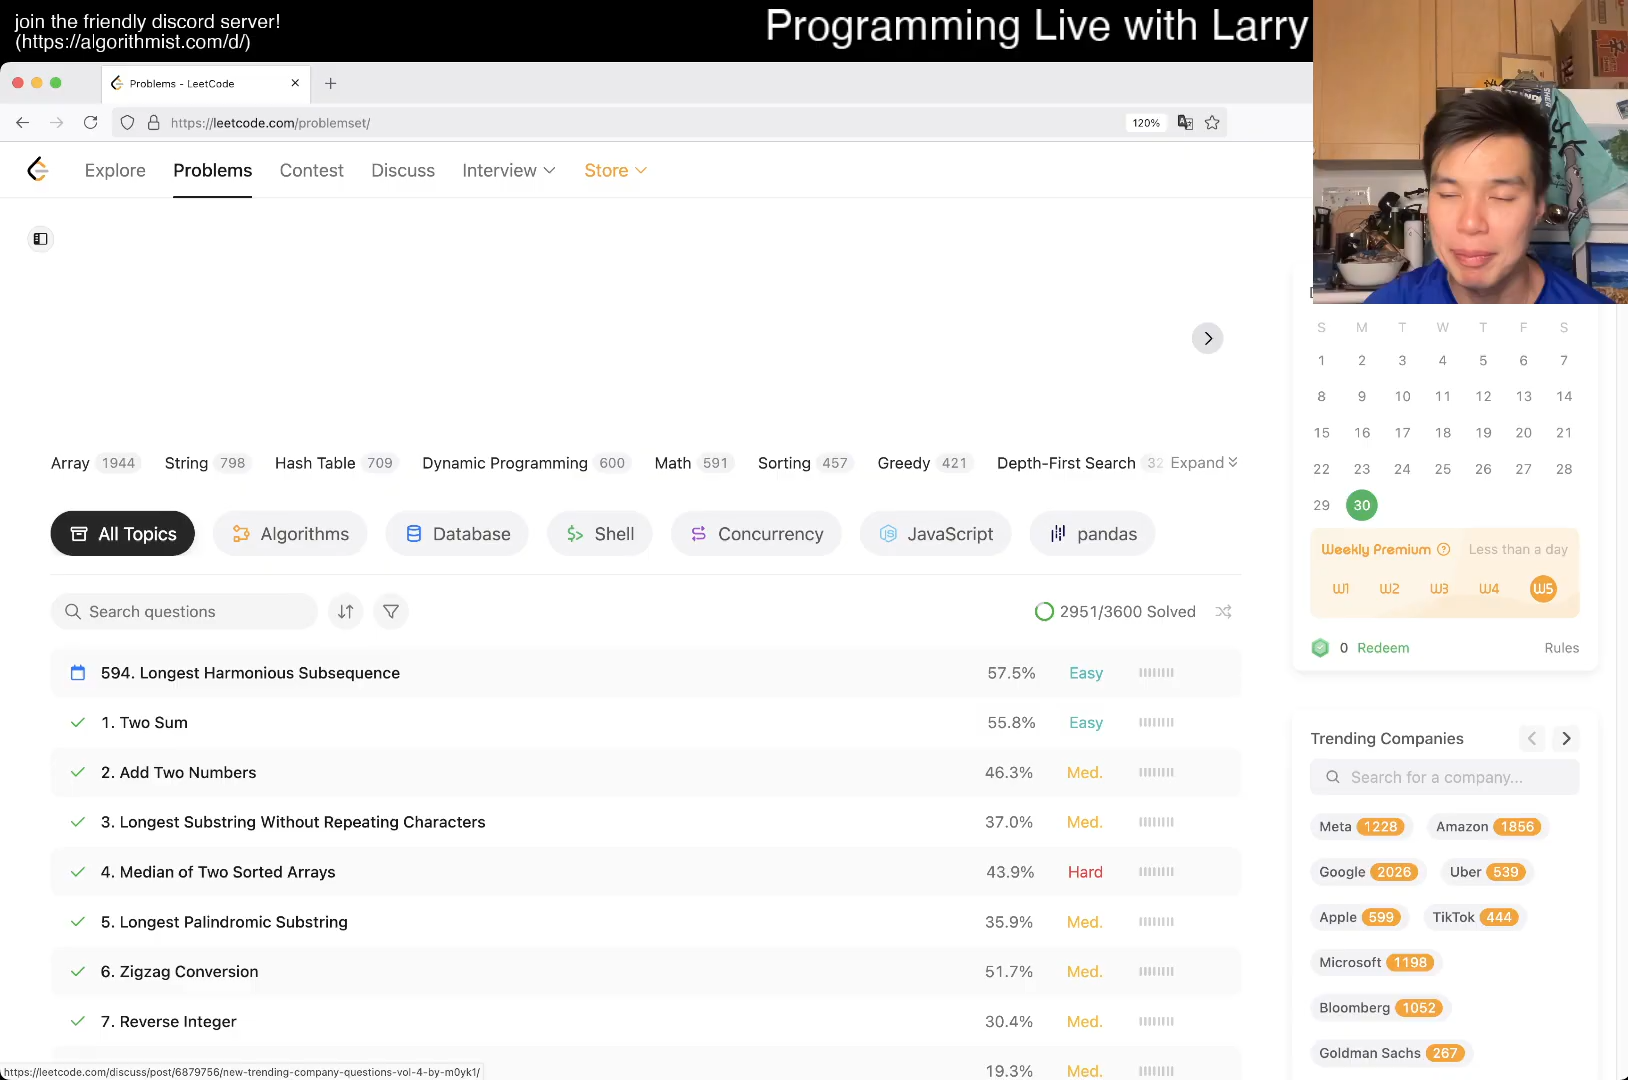 join the friendly discord server!
(https://algorithmist.com/d/)
Programming Live with Larry
Problems - LeetCode
https://leetcode.com/problemset/
120%
Explore
Problems
Contest
Discuss
Interview
Store
S M T W T F S
1 2 3 4 5 6 7
8 9 10 11 12 13 14
15 16 17 18 19 20 21
22 23 24 25 26 27 28
29 30
Weekly Premium Less than a day
W1 W2 W3 W4 W5
0 Redeem Rules
Array 1944 String 798 Hash Table 709 Dynamic Programming 600 Math 591 Sorting 457 Greedy 421 Depth-First Search 32 Expand
All Topics Algorithms Database Shell Concurrency JavaScript pandas
Search questions 2951/3600 Solved
594. Longest Harmonious Subsequence 57.5% Easy
1. Two Sum 55.8% Easy
2. Add Two Numbers 46.3% Med.
3. Longest Substring Without Repeating Characters 37.0% Med.
4. Median of Two Sorted Arrays 43.9% Hard
5. Longest Palindromic Substring 35.9% Med.
6. Zigzag Conversion 51.7% Med.
7. Reverse Integer 30.4% Med.
19.3% Med.
Trending Companies
Search for a company...
Meta 1228 Amazon 1856
Google 2026 Uber 539
Apple 599 TikTok 444
Microsoft 1198
Bloomberg 1052
Goldman Sachs 267
https://leetcode.com/discuss/post/6879756/new-trending-company-questions-vol-4-by-m0yk1/